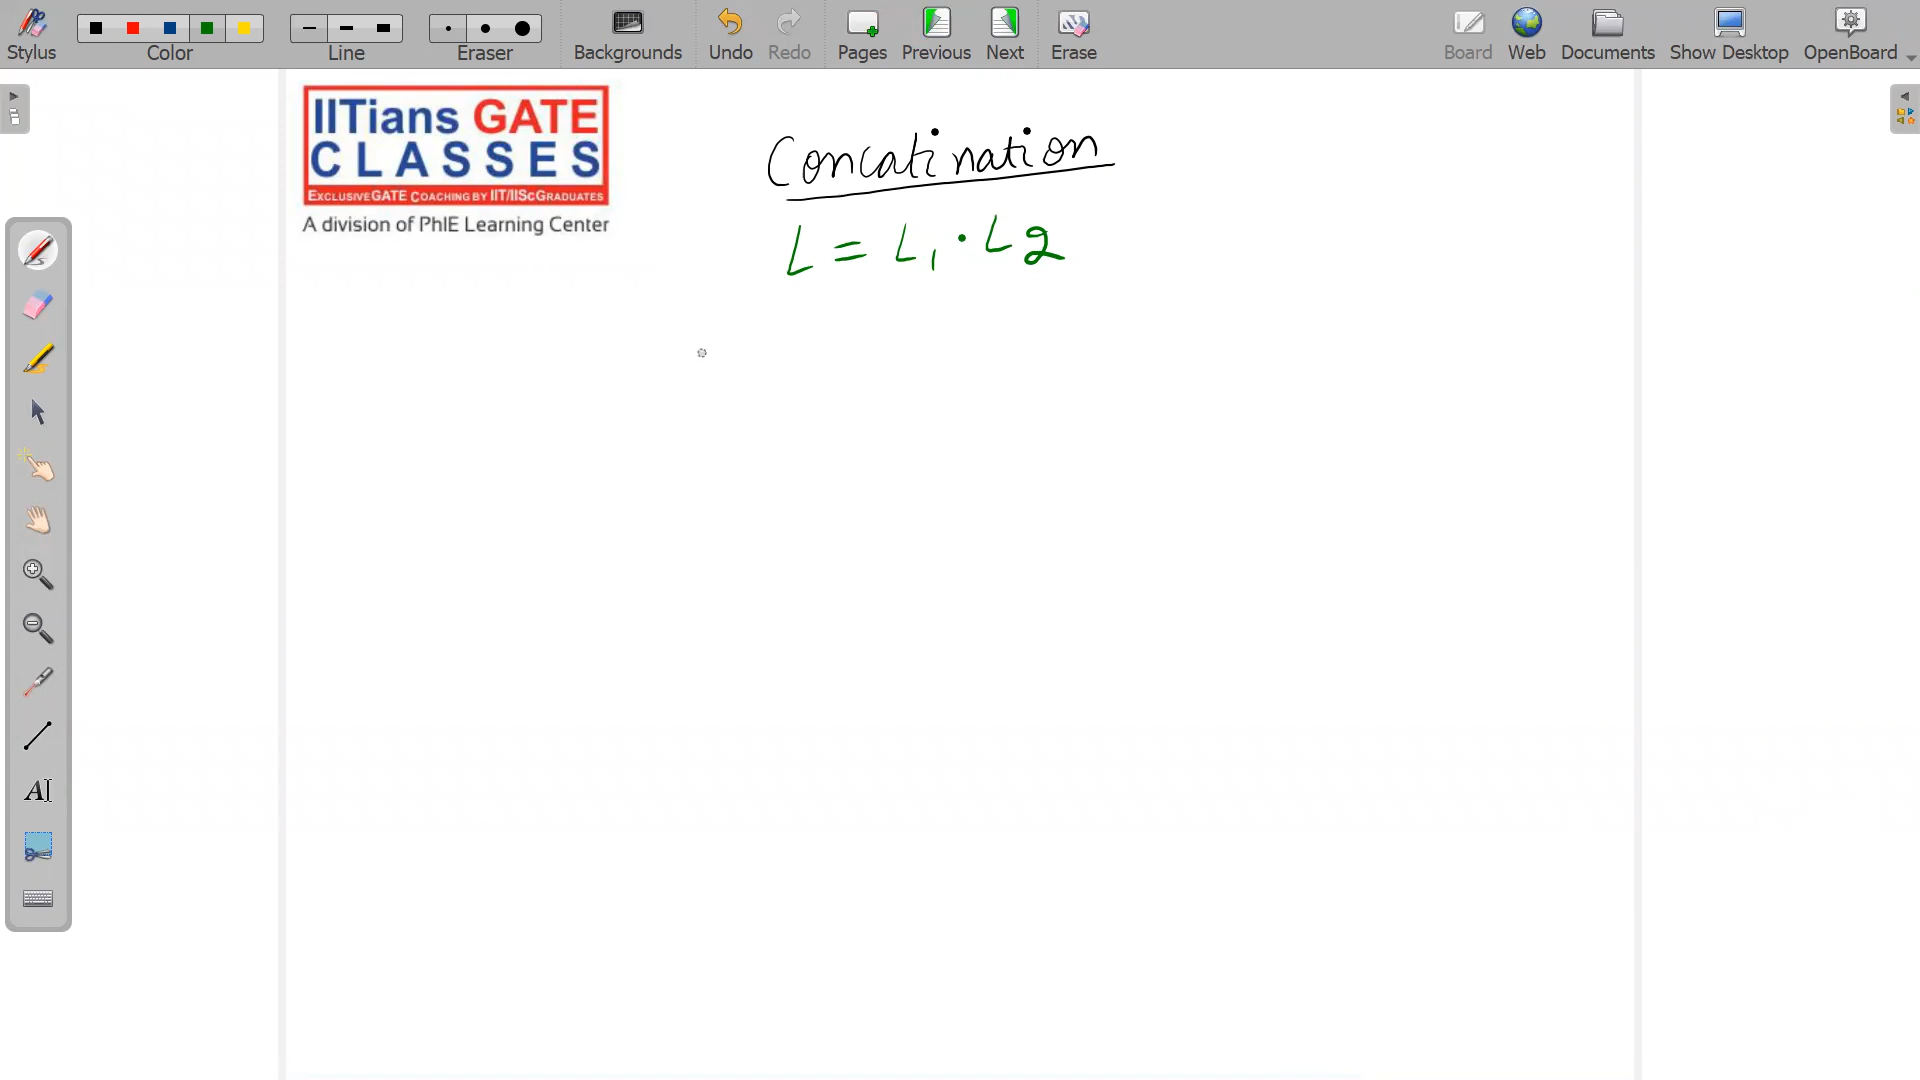 Stylus Color Line Eraser Backgrounds Undo Redo Pages Previous Next Erase Board Web Documents Show Desktop OpenBoard
IITians GATE
CLASSES
EXCLUSIVE GATE COACHING BY IIT/IISc GRADUATES
A division of PhIE Learning Center
Concatination
L = L₁ · L2